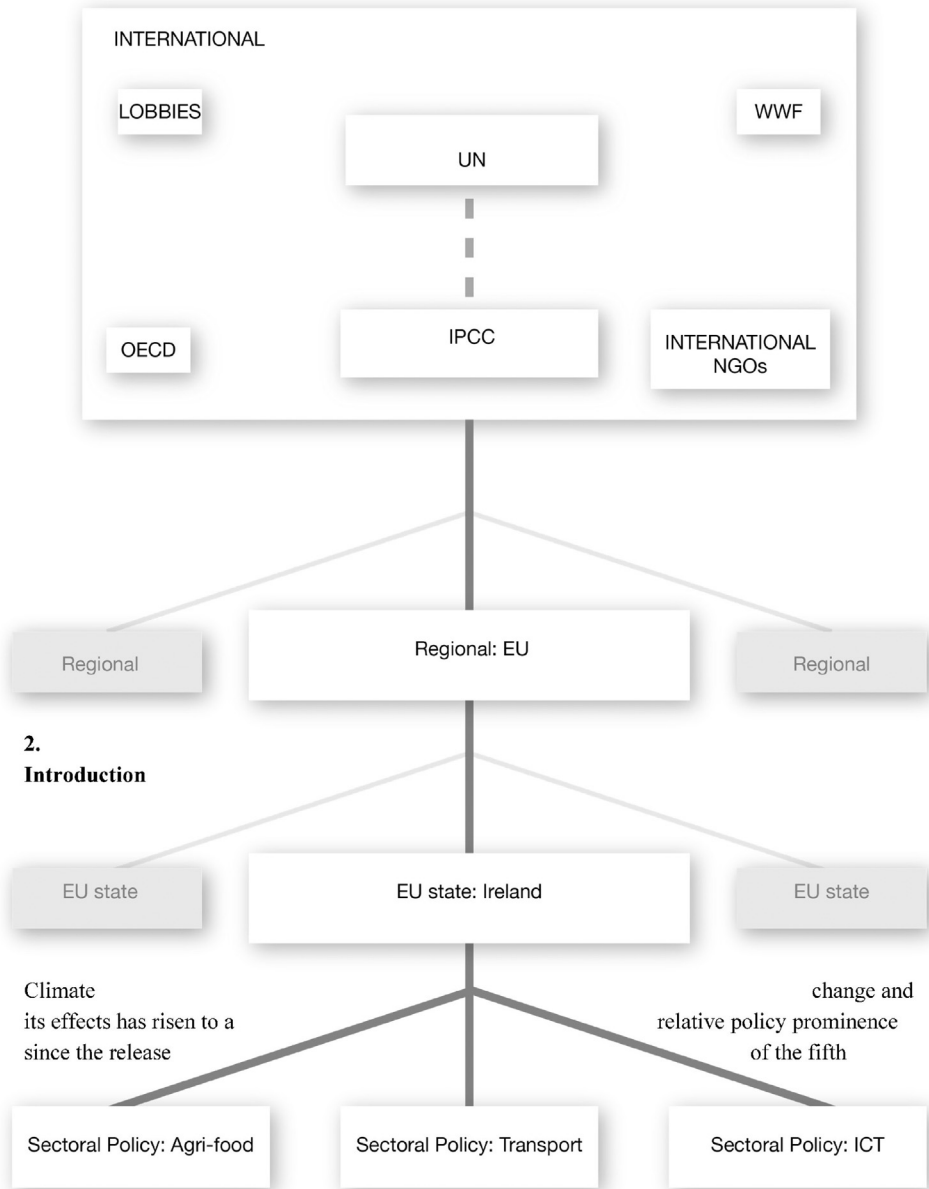 INTERNATIONAL
LOBBIES
WWF
UN
OECD
IPCC
INTERNATIONAL
NGOs
Regional
Regional: EU
Regional
2.
Introduction
EU state
EU state: Ireland
EU state
Climate change and
its effects has risen to a relative policy prominence
since the release of the fifth
Sectoral Policy: Agri-food
Sectoral Policy: Transport
Sectoral Policy: ICT